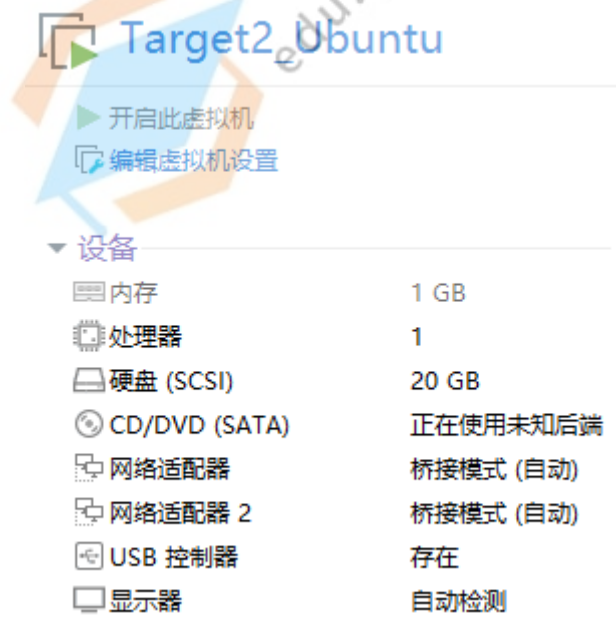 edu.
Target2_Ubuntu
开启此虚拟机
编辑虚拟机设置
设备
内存 1 GB
处理器 1
硬盘 (SCSI) 20 GB
CD/DVD (SATA) 正在使用未知后端
网络适配器 桥接模式 (自动)
网络适配器 2 桥接模式 (自动)
USB 控制器 存在
显示器 自动检测